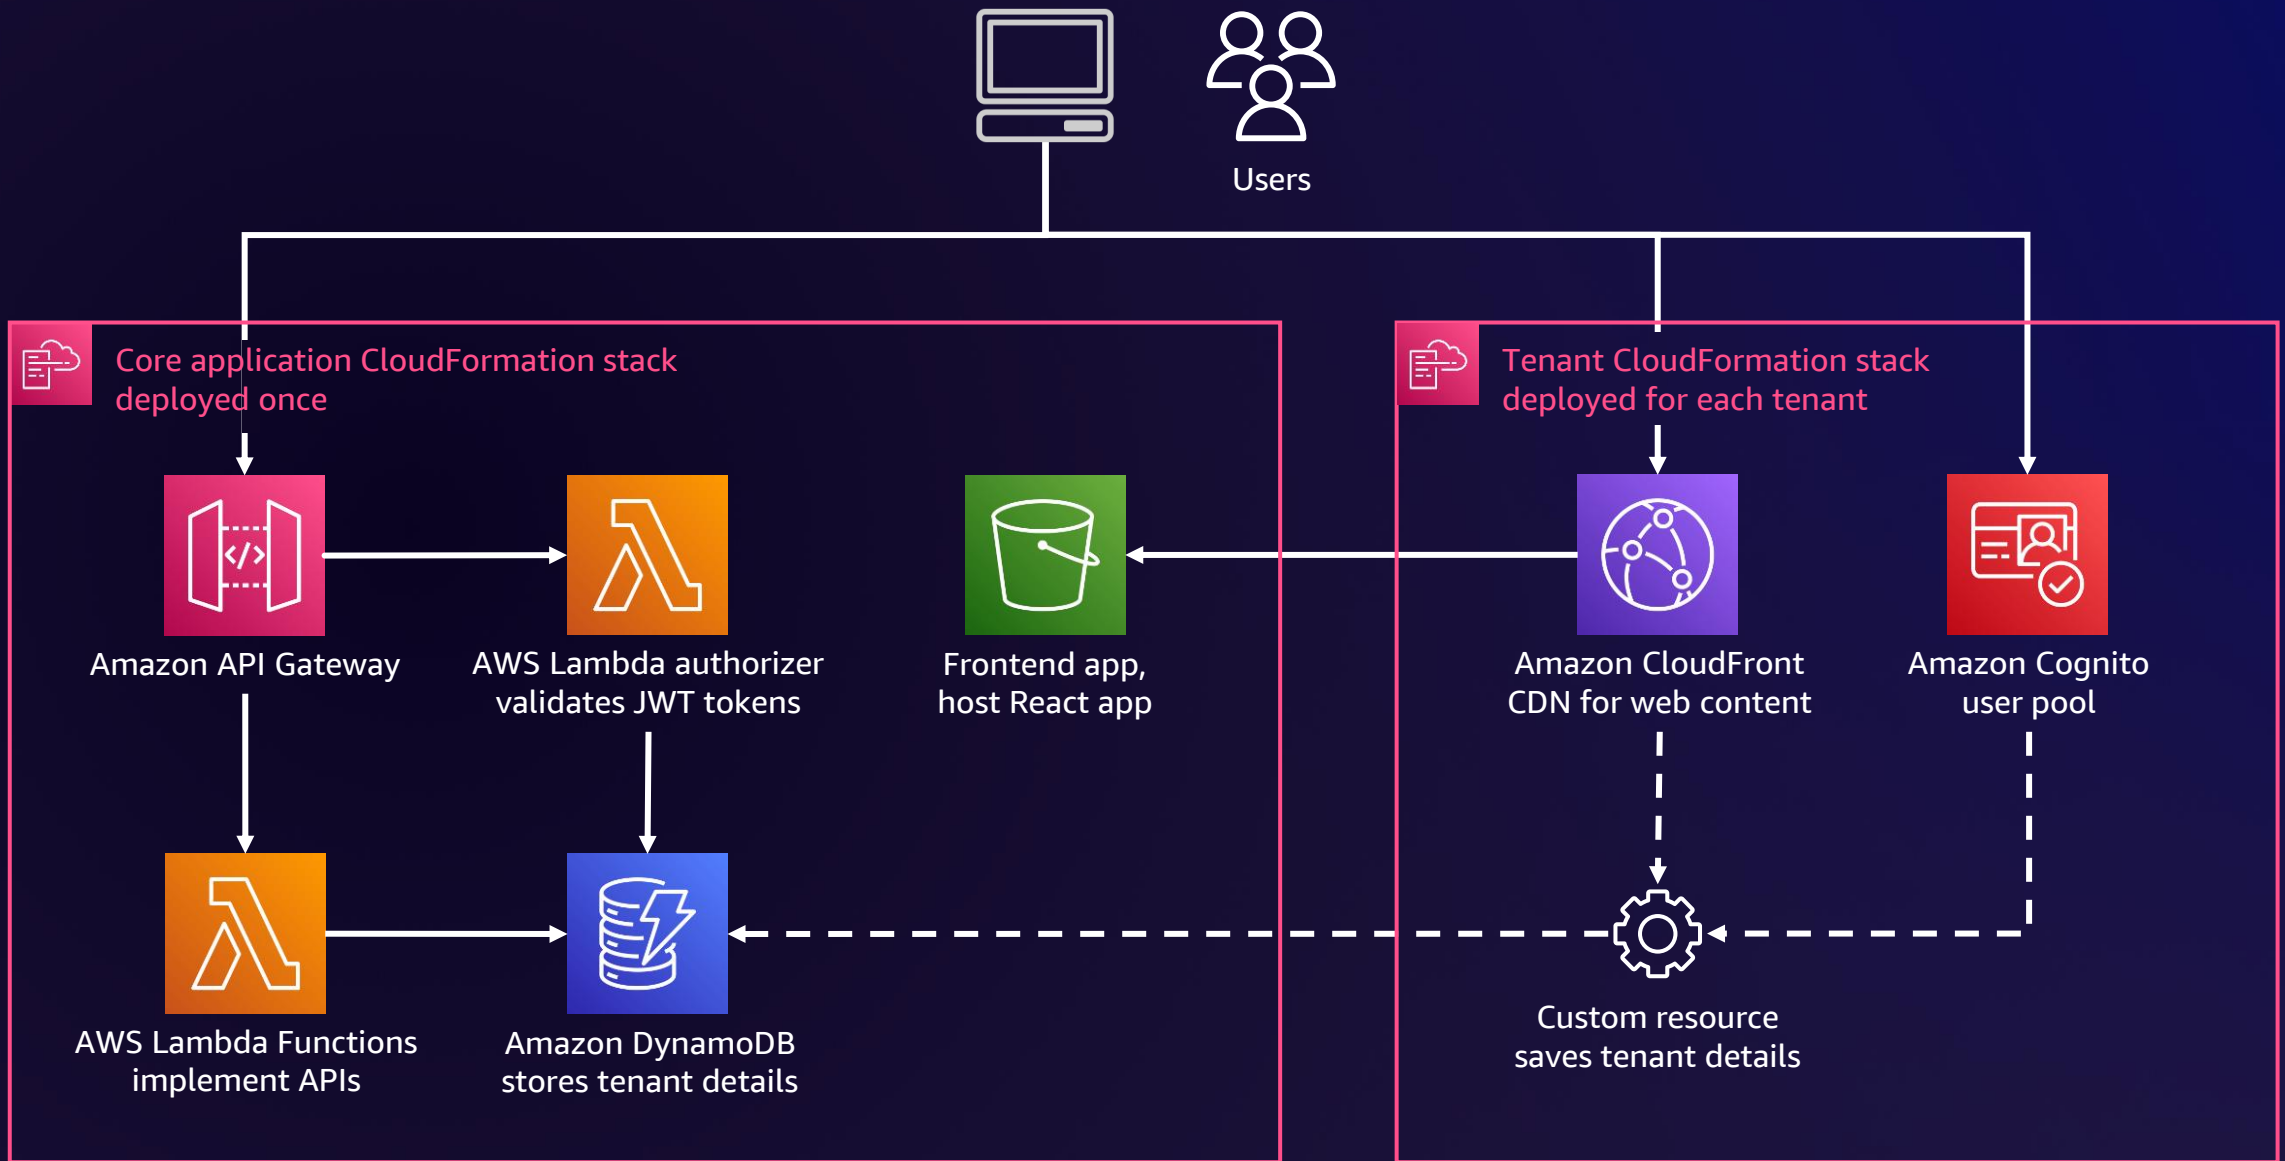 Users
Core application CloudFormation stack
deployed once
Tenant CloudFormation stack
deployed for each tenant
Amazon API Gateway
AWS Lambda authorizer
validates JWT tokens
Frontend app,
host React app
Amazon CloudFront
CDN for web content
Amazon Cognito
user pool
AWS Lambda Functions
implement APIs
Amazon DynamoDB
stores tenant details
Custom resource
saves tenant details